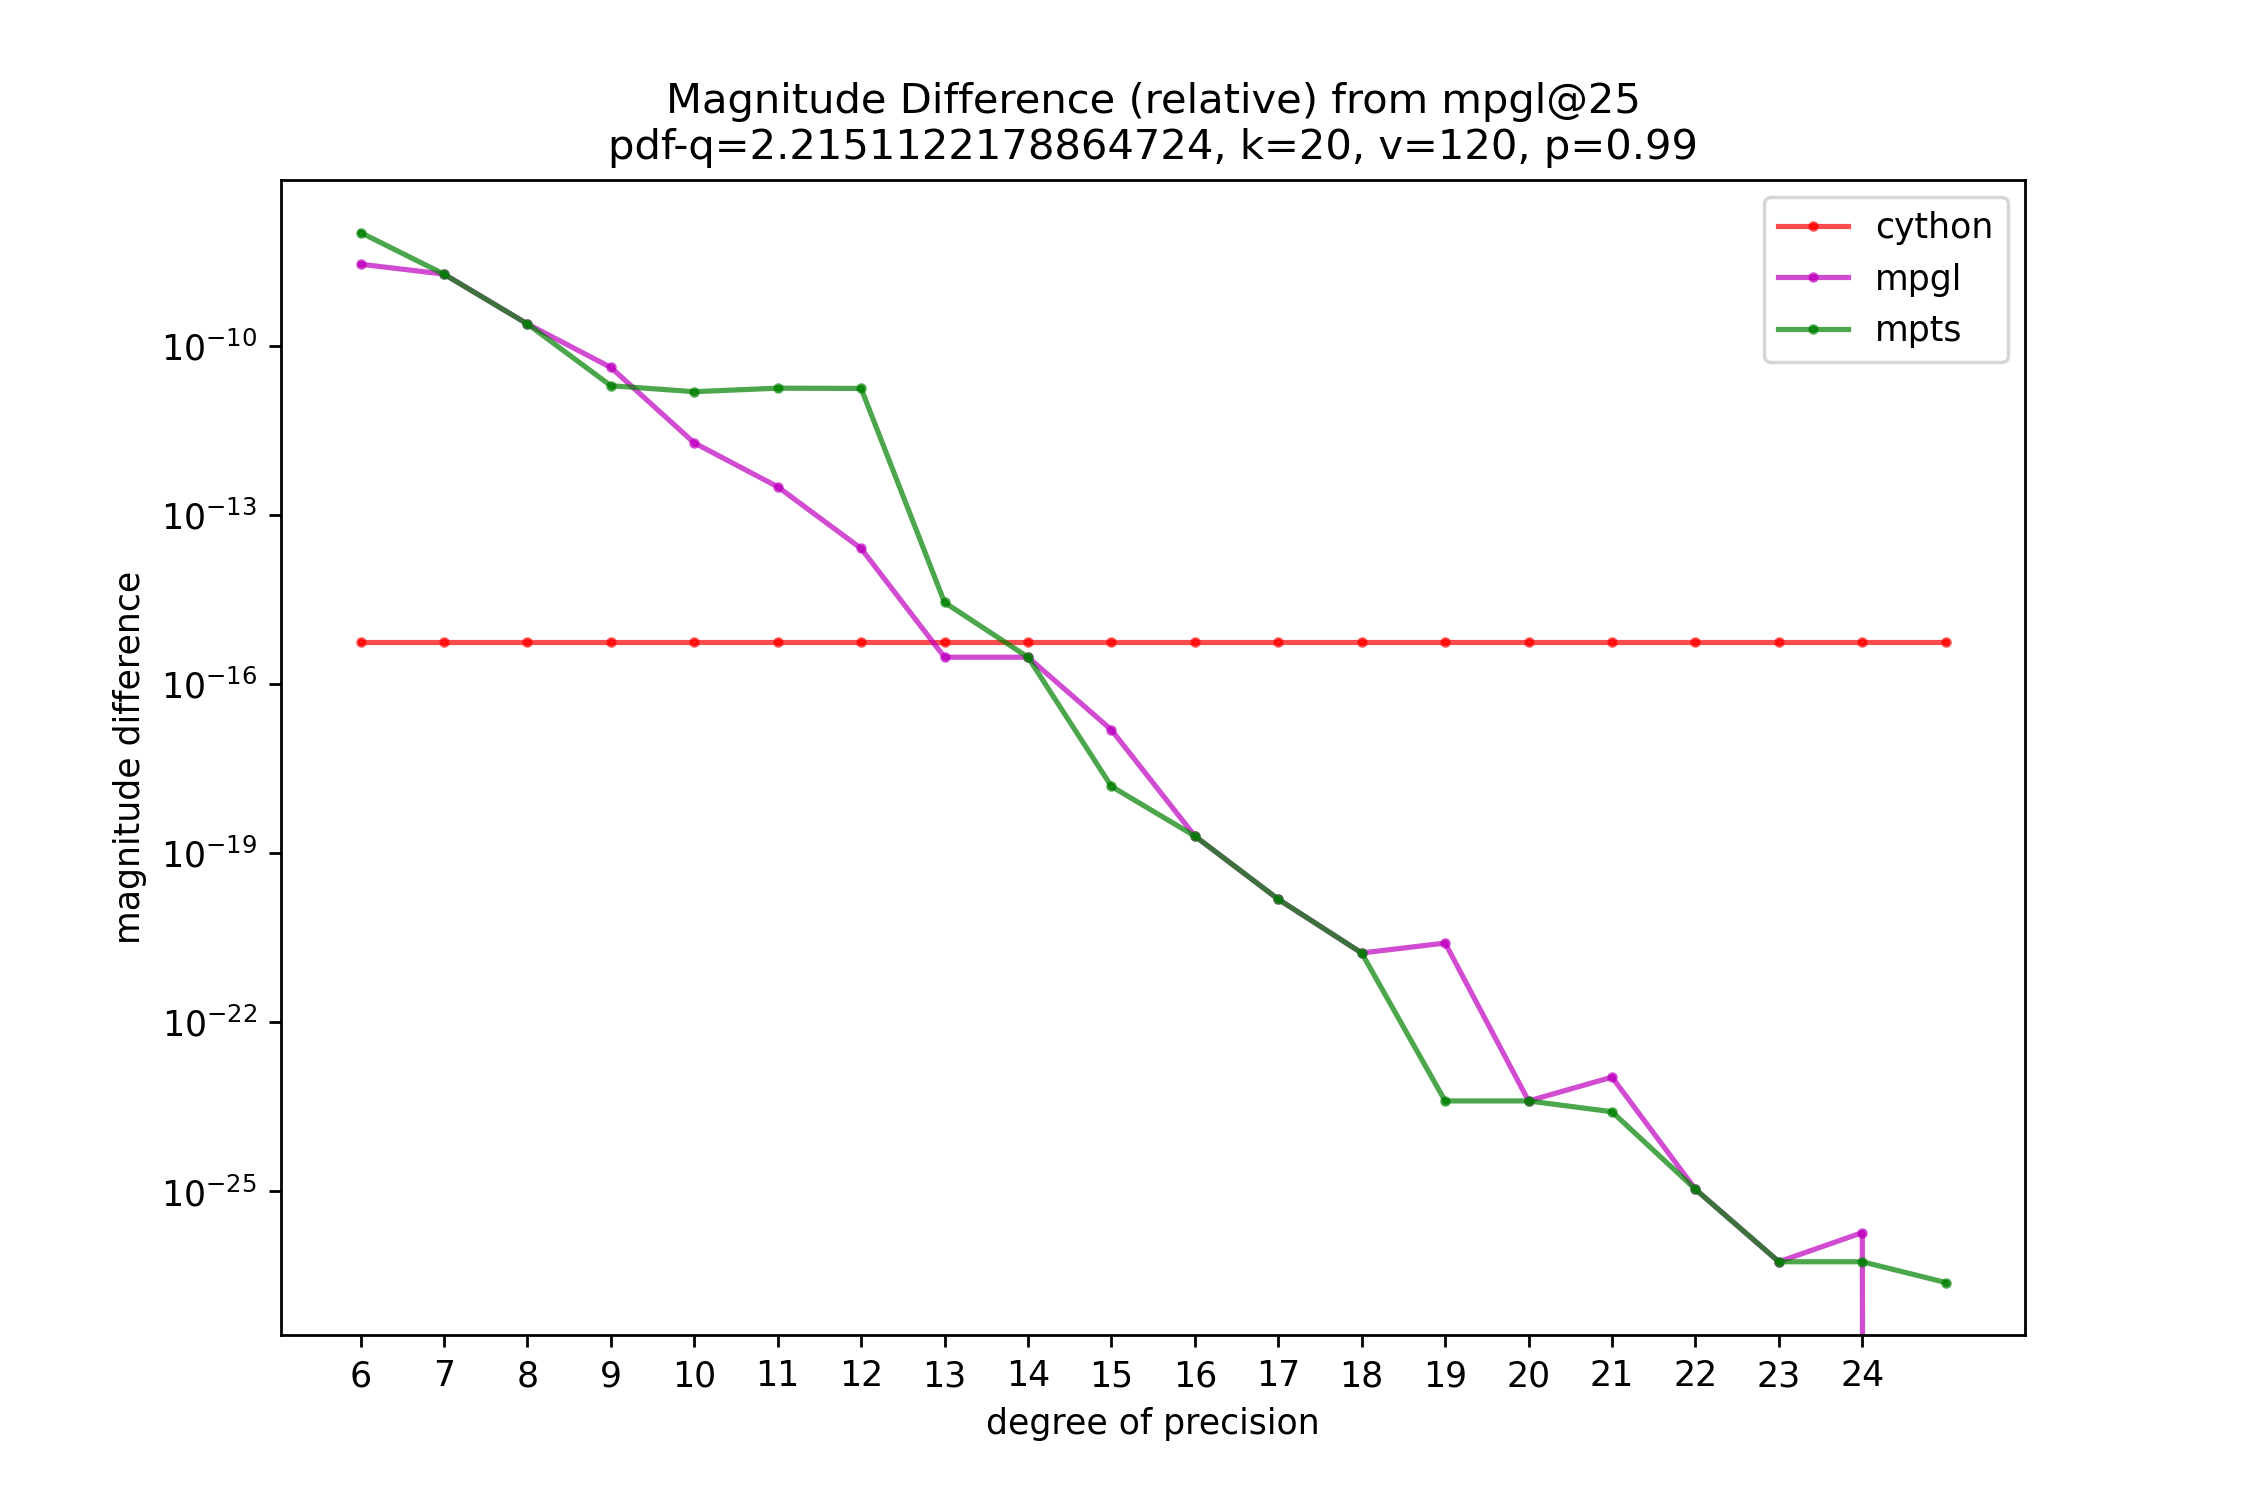 Magnitude Difference (relative) from mpgl@25
pdf-q=2.2151122178864724, k=20, v=120, p=0.99
cython
mpgl
mpts
magnitude difference
10⁻¹⁰
10⁻¹³
10⁻¹⁶
10⁻¹⁹
10⁻²²
10⁻²⁵
6 7 8 9 10 11 12 13 14 15 16 17 18 19 20 21 22 23 24
degree of precision